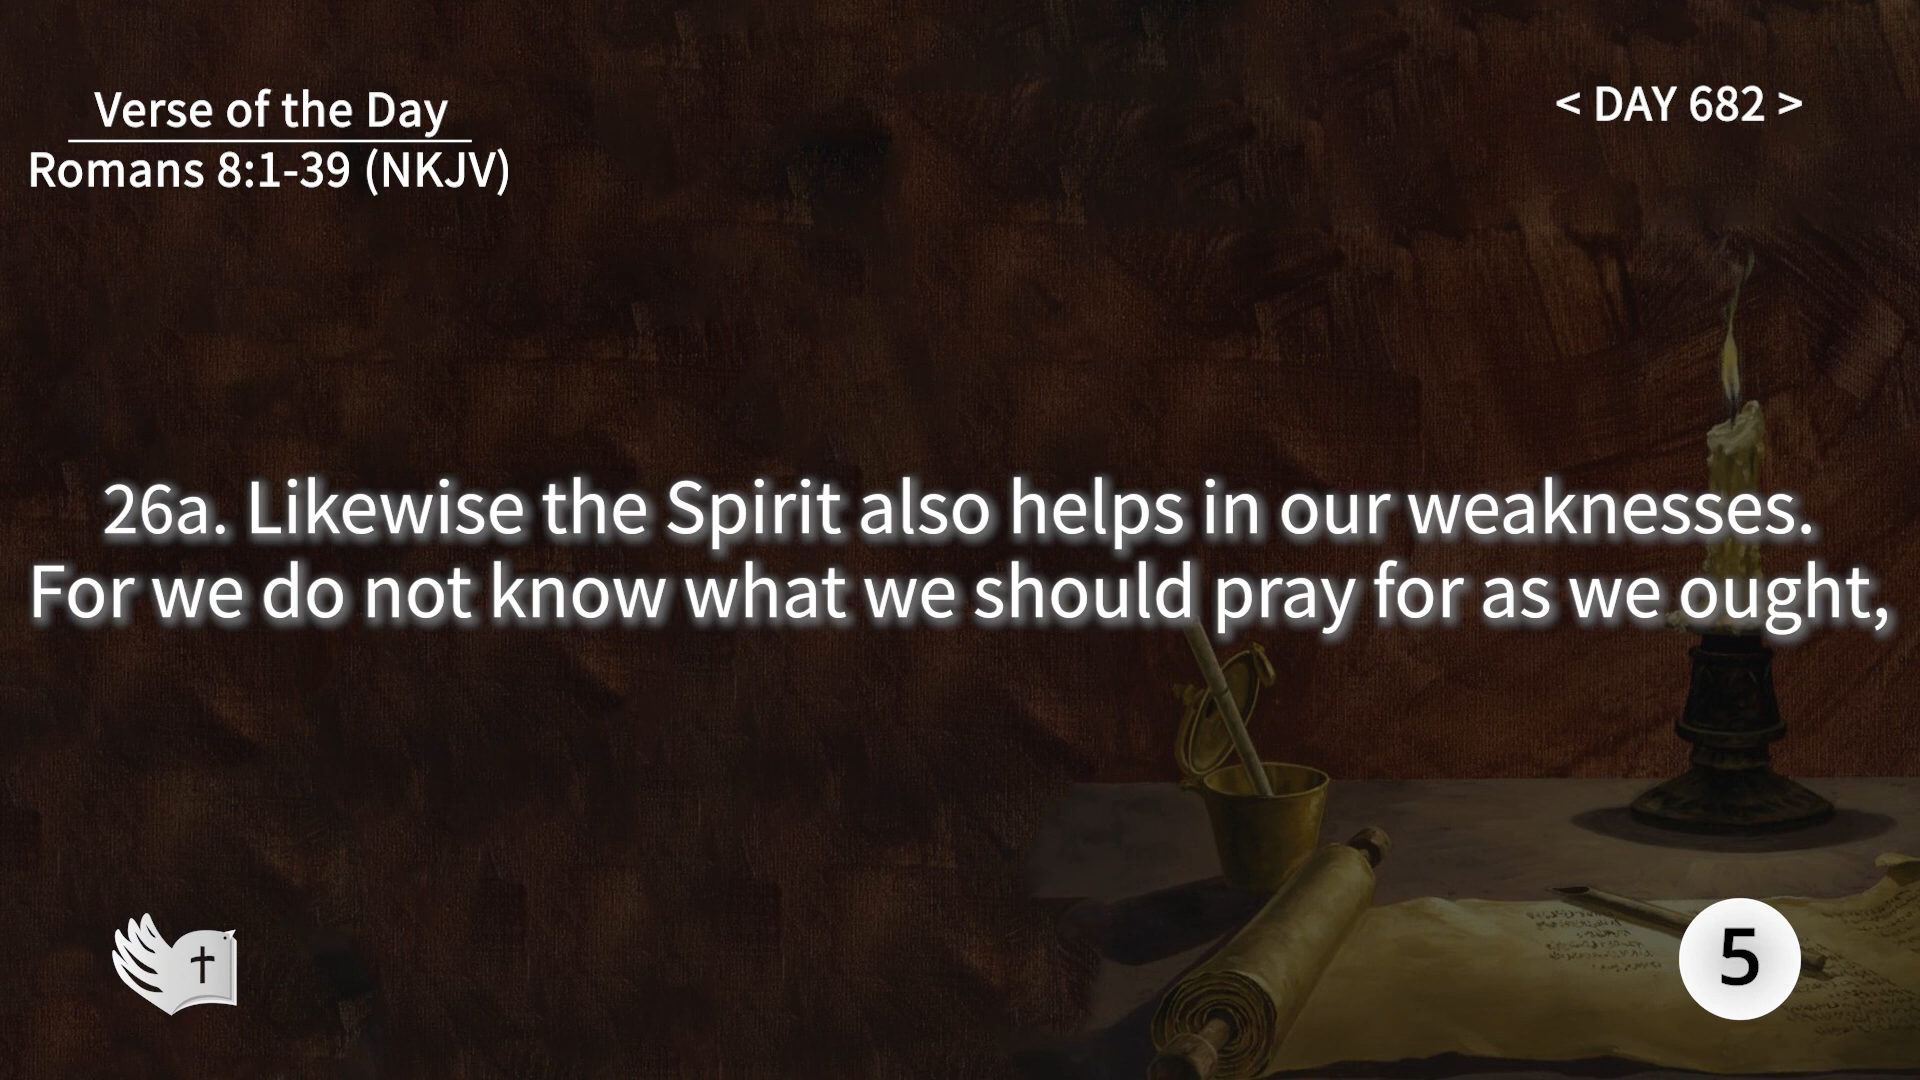 Verse of the Day
Romans 8:1-39 (NKJV)
< DAY 682 >
26a. Likewise the Spirit also helps in our weaknesses.
For we do not know what we should pray for as we ought,
5